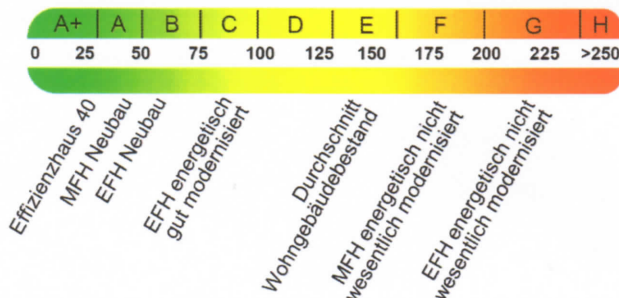 A+ A B C D E F G H
0 25 50 75 100 125 150 175 200 225 >250
Effizienzhaus 40
MFH Neubau
EFH Neubau
EFH energetisch
gut modernisiert
Durchschnitt
Wohngebäudebestand
MFH energetisch nicht
wesentlich modernisiert
EFH energetisch nicht
wesentlich modernisiert